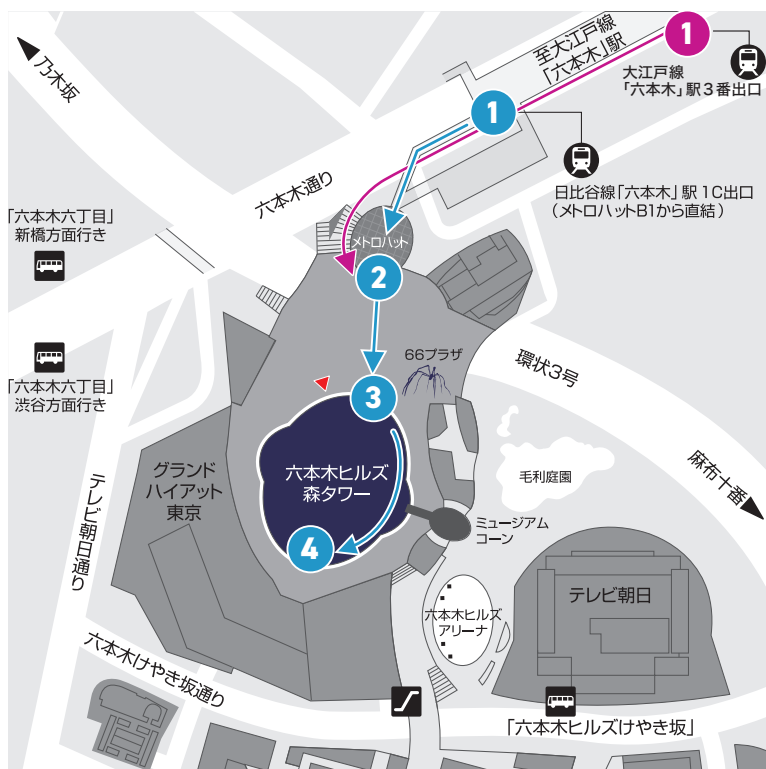 1
至大江戸線
「六本木」駅
大江戸線
「六本木」駅3番出口
乃木坂
1
日比谷線「六本木」駅 1C出口
(メトロハットB1から直結)
六本木通り
「六本木六丁目」
新橋方面行き
メトロハット
2
66プラザ
環状3号
「六本木六丁目」
渋谷方面行き
3
麻布十番
グランド
ハイアット
東京
六本木ヒルズ
森タワー
毛利庭園
ミュージアム
コーン
テレビ朝日通り
4
テレビ朝日
六本木ヒルズ
アリーナ
六本木けやき坂通り
「六本木ヒルズけやき坂」